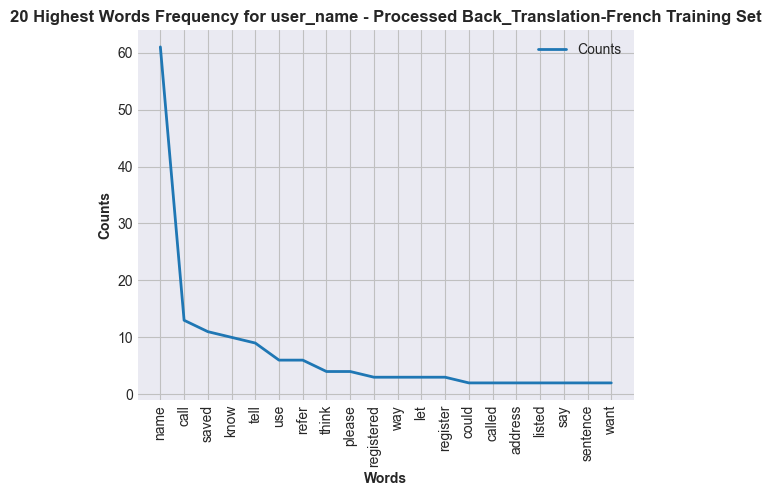 20 Highest Words Frequency for user_name - Processed Back_Translation-French Training Set
Counts
60
50
40
30
20
10
0
Counts
name
call
saved
know
tell
use
refer
think
please
registered
way
let
register
could
called
address
listed
say
sentence
want
Words